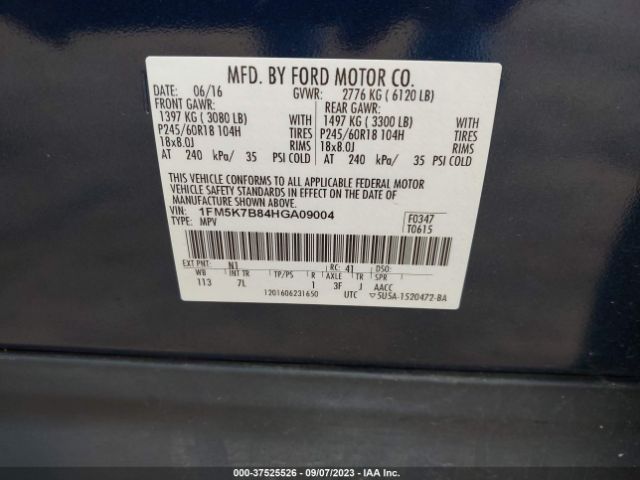 MFD. BY FORD MOTOR CO.
DATE: 06/16 GVWR: 2776 KG ( 6120 LB)
FRONT GAWR: REAR GAWR:
1397 KG ( 3080 LB) WITH 1497 KG ( 3300 LB) WITH
P245/60R18 104H TIRES P245/60R18 104H TIRES
18x8.0J RIMS 18x8.0J RIMS
AT 240 kPa/ 35 PSI COLD AT 240 kPa/ 35 PSI COLD
THIS VEHICLE CONFORMS TO ALL APPLICABLE FEDERAL MOTOR
VEHICLE SAFETY STANDARDS IN EFFECT ON THE DATE OF
MANUFACTURE SHOWN ABOVE.
VIN: 1FM5K7B84HGA09004 F0347
TYPE: MPV T0615
EXT PNT: N1 RC: 41 DSO:
WB INT TR TP/PS R AXLE TR SPR
113 7L 1 3F J AACC
1201606231650 UTC ▽5U5A-1520472-BA
000-37525526 - 09/07/2023 - IAA Inc.